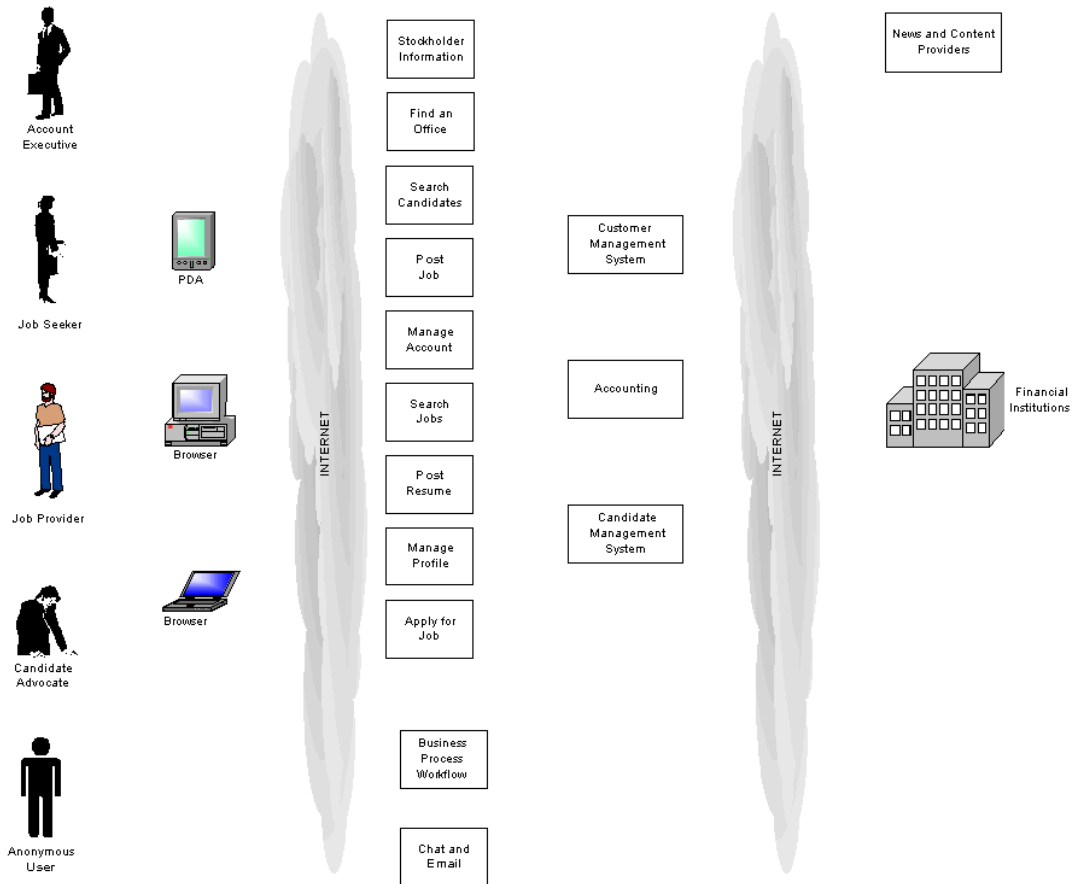 Account
Executive
Job Seeker
Job Provider
Candidate
Advocate
Anonymous
User
PDA
Browser
Browser
INTERNET
Stockholder
Information
Find an
Office
Search
Candidates
Post
Job
Manage
Account
Search
Jobs
Post
Resume
Manage
Profile
Apply for
Job
Business
Process
Workflow
Chat and
Email
Customer
Management
System
Accounting
Candidate
Management
System
INTERNET
News and Content
Providers
Financial
Institutions